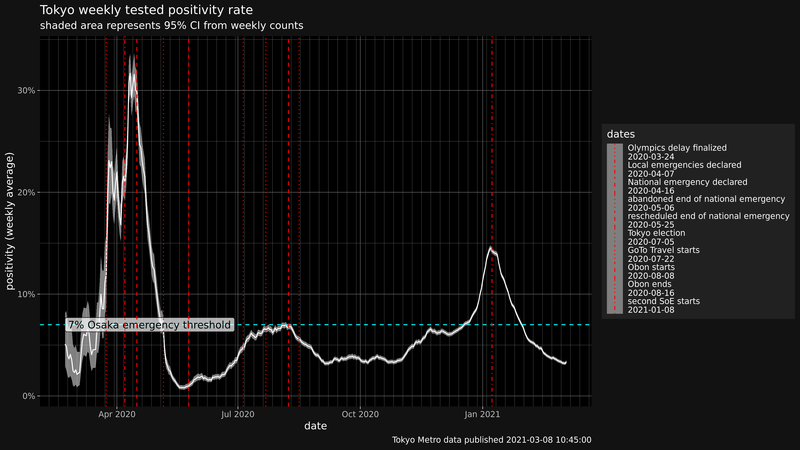 Tokyo weekly tested positivity rate
shaded area represents 95% CI from weekly counts
positivity (weekly average)
30%
20%
10%
0%
7% Osaka emergency threshold
Apr 2020
Jul 2020
Oct 2020
Jan 2021
date
Tokyo Metro data published 2021-03-08 10:45:00
dates
Olympics delay finalized
2020-03-24
Local emergencies declared
2020-04-07
National emergency declared
2020-04-16
abandoned end of national emergency
2020-05-06
rescheduled end of national emergency
2020-05-25
Tokyo election
2020-07-05
GoTo Travel starts
2020-07-22
Obon starts
2020-08-08
Obon ends
2020-08-16
second SoE starts
2021-01-08